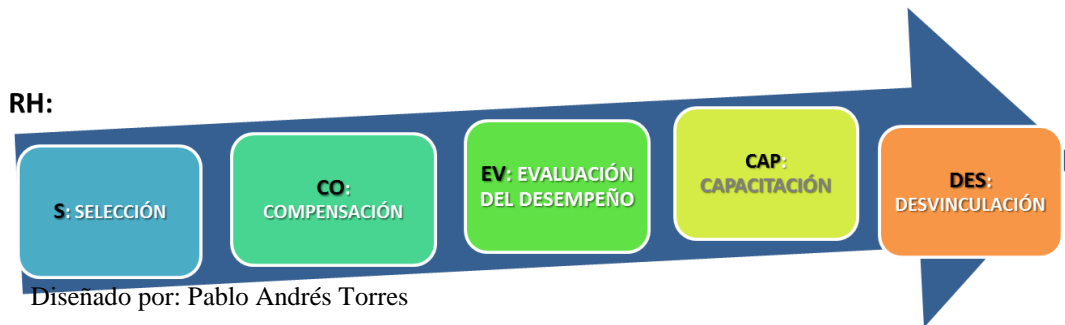 RH:
S: SELECCIÓN
CO:
COMPENSACIÓN
EV: EVALUACIÓN
DEL DESEMPEÑO
CAP:
CAPACITACIÓN
DES:
DESVINCULACIÓN
Diseñado por: Pablo Andrés Torres